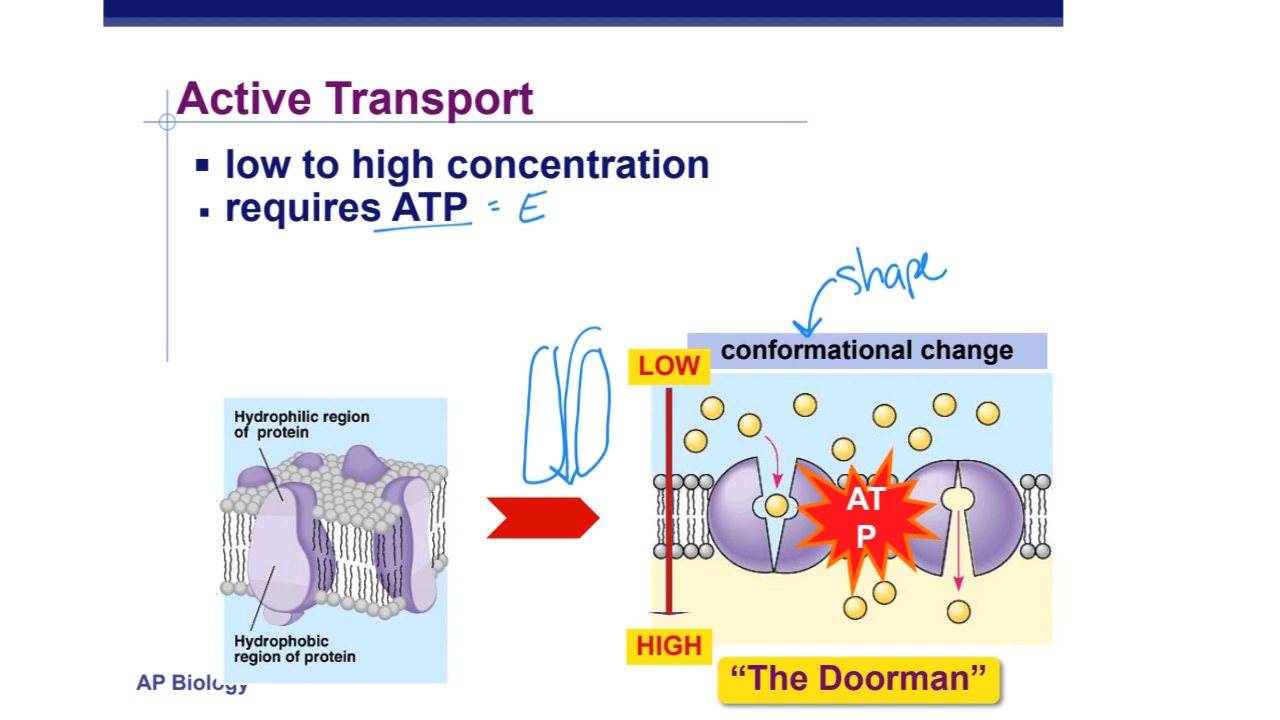 Active Transport
▪ low to high concentration
▪ requires ATP = E
shape
conformational change
LOW
Hydrophilic region
of protein
AT
P
Hydrophobic
region of protein
HIGH
“The Doorman”
AP Biology